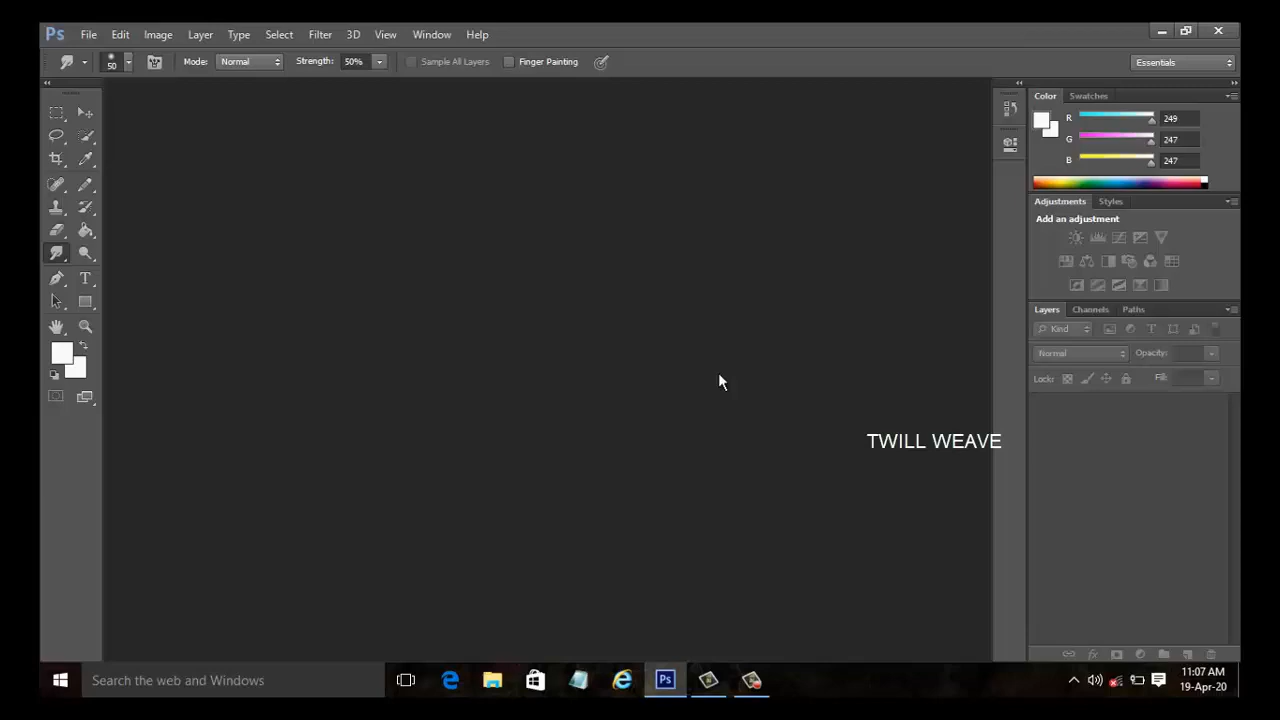 Ps File Edit Image Layer Type Select Filter 3D View Window Help
50 Mode: Normal Strength: 50% Sample All Layers Finger Painting Essentials
Color Swatches
R 249
G 247
B 247
Adjustments Styles
Add an adjustment
Layers Channels Paths
Kind
Normal Opacity:
Lock: Fill:
TWILL WEAVE
Search the web and Windows
Ps
11:07 AM
19-Apr-20